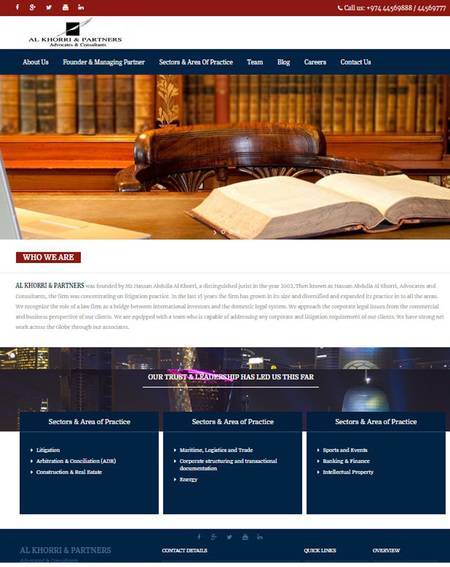 Call us: +974 44569888 / 44569777
AL KHORRI & PARTNERS
Advocates & Consultants
About Us Founder & Managing Partner Sectors & Area Of Practice Team Blog Careers Contact Us
WHO WE ARE
AL KHORRI & PARTNERS was founded by Mr.Hassan Abdulla Al Khorri, a distinguished jurist in the year 2002. Then known as Hassan Abdulla Al Khorri, Advocates and
Consultants, the firm was concentrating on litigation practice. In the last 15 years the firm has grown in its size and diversified and expanded its practice in to all the areas.
We recognize the role of a law firm as a bridge between international investors and the domestic legal system. We approach the corporate legal issues from the commercial
and business perspective of our clients. We are equipped with a team who is capable of addressing any corporate and litigation requirement of our clients. We have strong net
work across the Globe through our associates.
OUR TRUST & LEADERSHIP HAS LED US THIS FAR
Sectors & Area of Practice
Litigation
Arbitration & Conciliation (ADR)
Construction & Real Estate
Sectors & Area of Practice
Maritime, Logistics and Trade
Corporate structuring and transactional
documentation
Energy
Sectors & Area of Practice
Sports and Events
Banking & Finance
Intellectual Property
AL KHORRI & PARTNERS
Advocates & Consultants
CONTACT DETAILS
QUICK LINKS
OVERVIEW